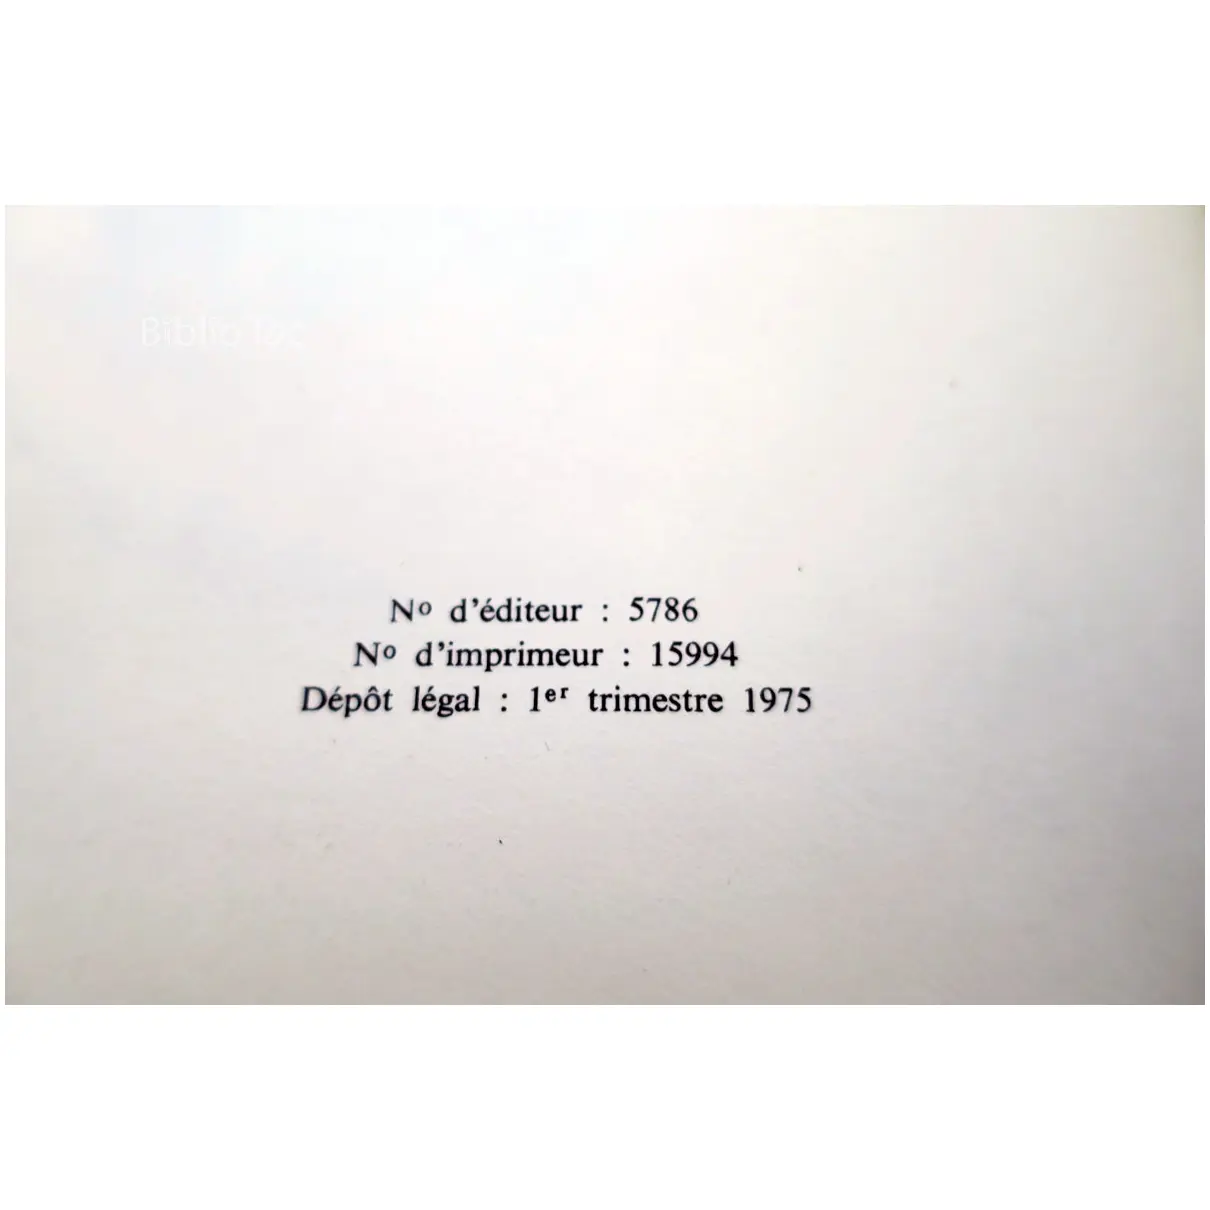 Nº d'éditeur : 5786
Nº d'imprimeur : 15994
Dépôt légal : 1er trimestre 1975